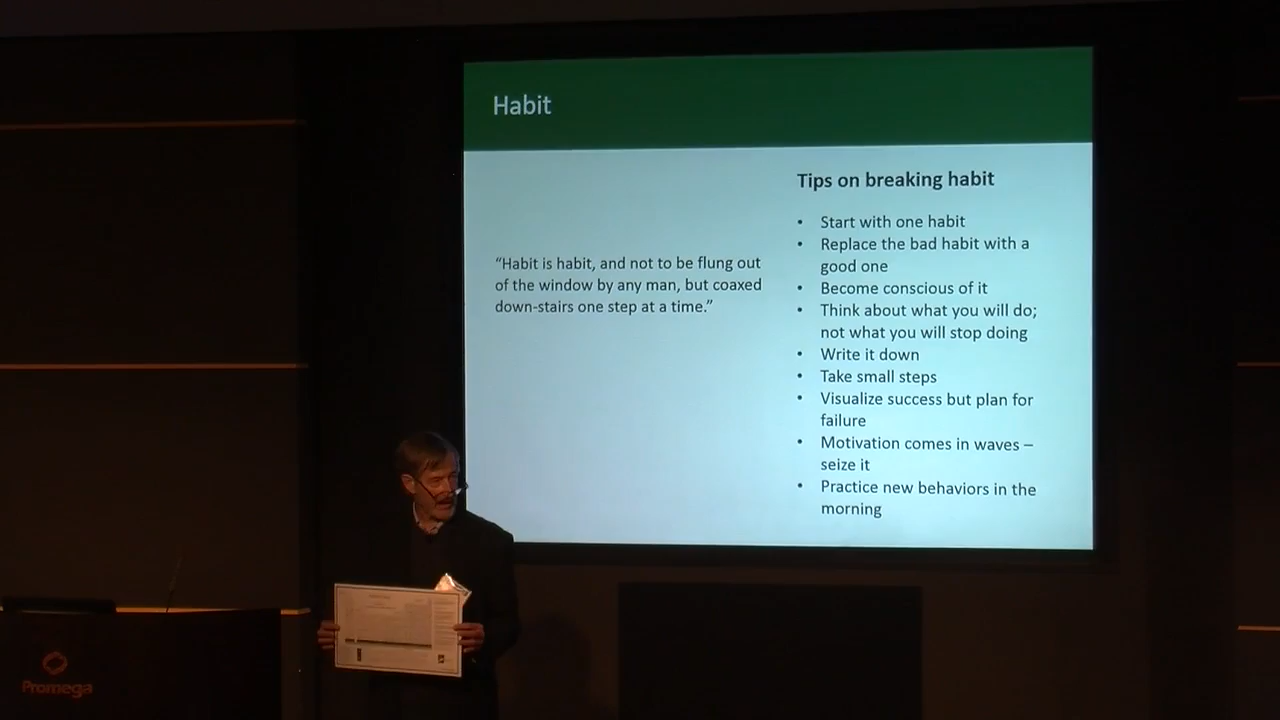 Habit
“Habit is habit, and not to be flung out
of the window by any man, but coaxed
down-stairs one step at a time.”
Tips on breaking habit
• Start with one habit
• Replace the bad habit with a
good one
• Become conscious of it
• Think about what you will do;
not what you will stop doing
• Write it down
• Take small steps
• Visualize success but plan for
failure
• Motivation comes in waves –
seize it
• Practice new behaviors in the
morning
Promega